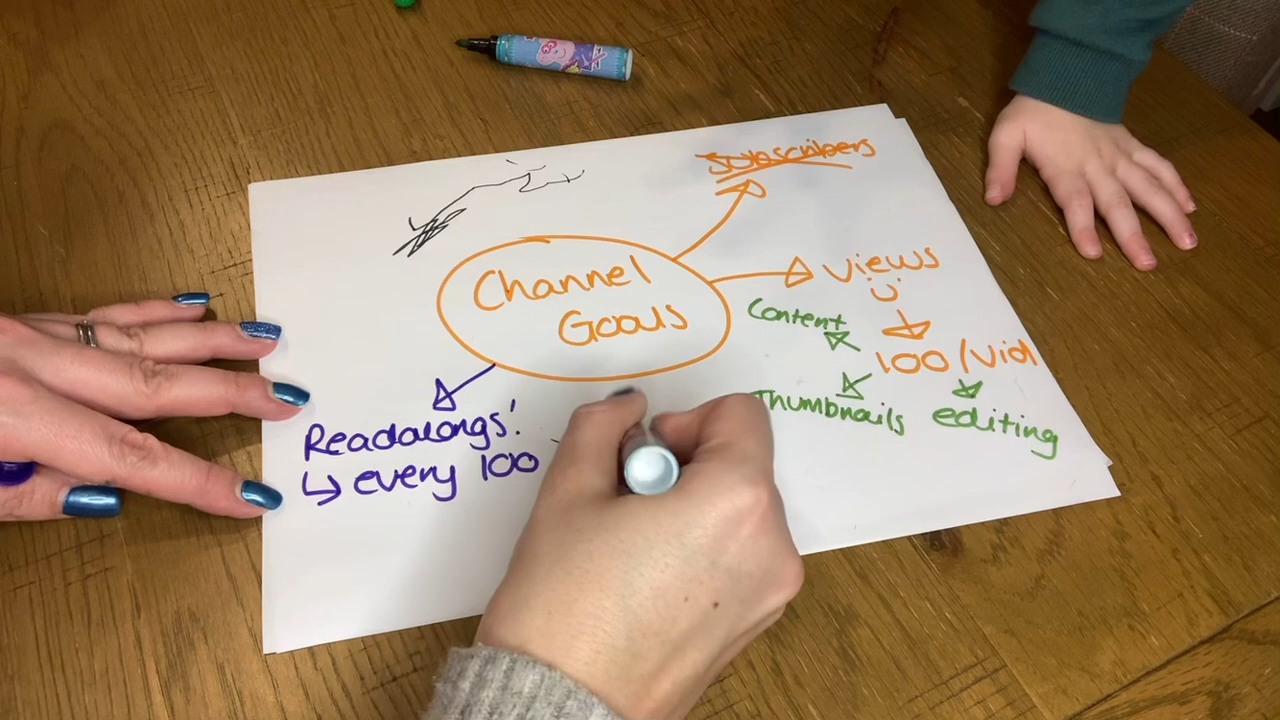 Subscribers
Channel
Goals
views
Content
100/vid
Thumbnails
editing
Readalongs!
↳ every 100